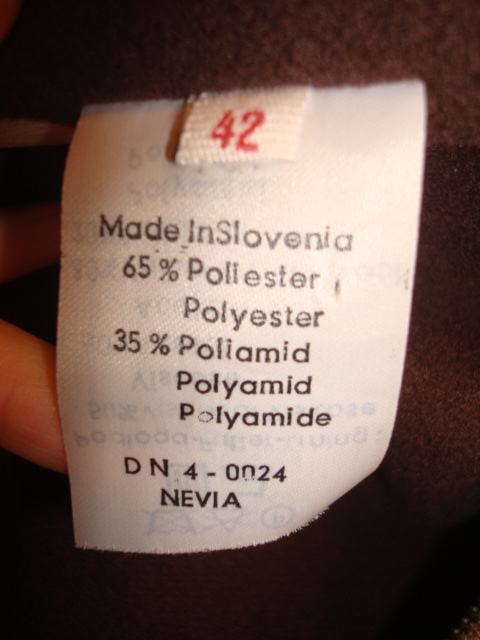 42
Made InSlovenia
65 % Poliester,
Polyester
35 % Poliamid
Polyamid
Polyamide
D N 4 - 0024
NEVIA